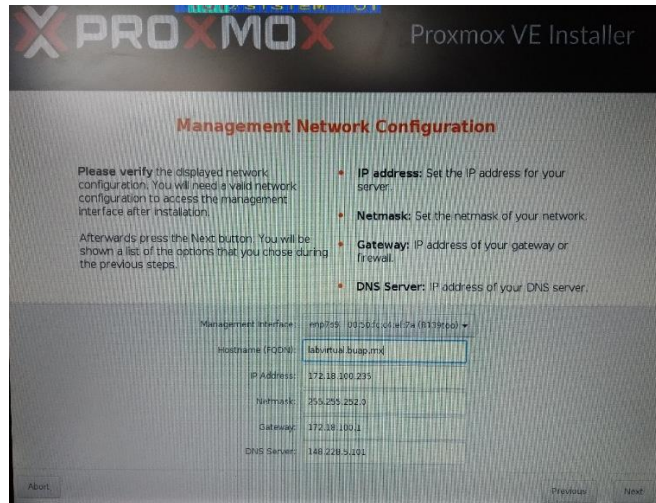 PROXMOX
Proxmox VE Installer
Management Network Configuration
Please verify the displayed network
configuration. You will need a valid network
configuration to access the management
interface after installation.
Afterwards press the Next button. You will be
shown a list of the options that you chose during
the previous steps.
IP address: Set the IP address for your
server.
Netmask: Set the netmask of your network.
Gateway: IP address of your gateway or
firewall.
DNS Server: IP address of your DNS server.
Management Interface:
Hostname (FQDN): labvirtual.buap.mx
IP Address: 172.18.100.235
Netmask: 255.255.252.0
Gateway: 172.18.100.1
DNS Server: 148.228.5.101
Abort
Previous
Next